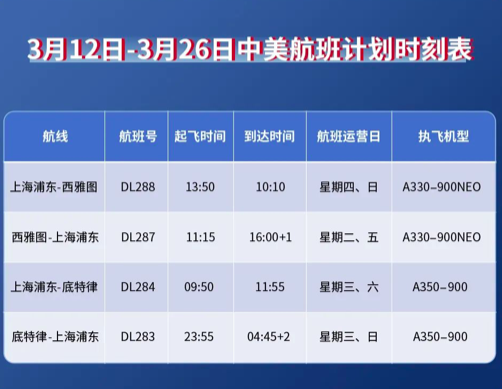 3月12日-3月26日中美航班计划时刻表
航线 航班号 起飞时间 到达时间 航班运营日 执飞机型
上海浦东-西雅图 DL288 13:50 10:10 星期四、日 A330-900NEO
西雅图-上海浦东 DL287 11:15 16:00+1 星期二、五 A330-900NEO
上海浦东-底特律 DL284 09:50 11:55 星期三、六 A350-900
底特律-上海浦东 DL283 23:55 04:45+2 星期三、日 A350-900